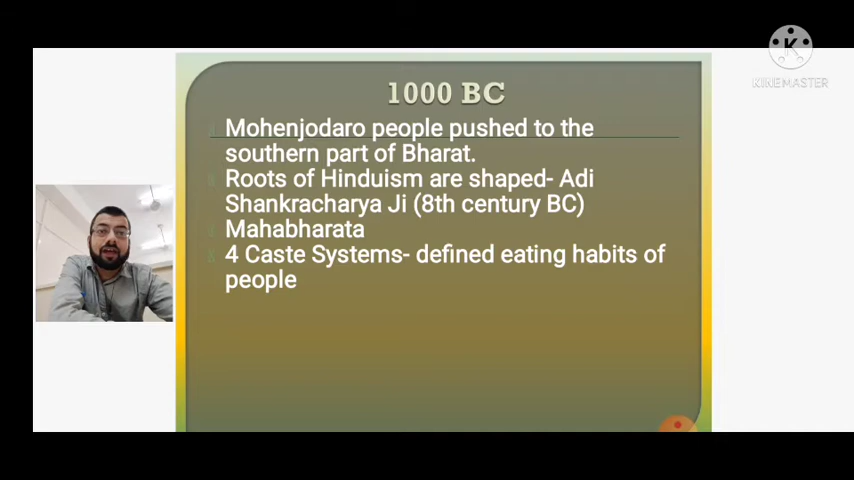 KINEMASTER
1000 BC
Mohenjodaro people pushed to the
southern part of Bharat.
Roots of Hinduism are shaped- Adi
Shankracharya Ji (8th century BC)
Mahabharata
4 Caste Systems- defined eating habits of
people